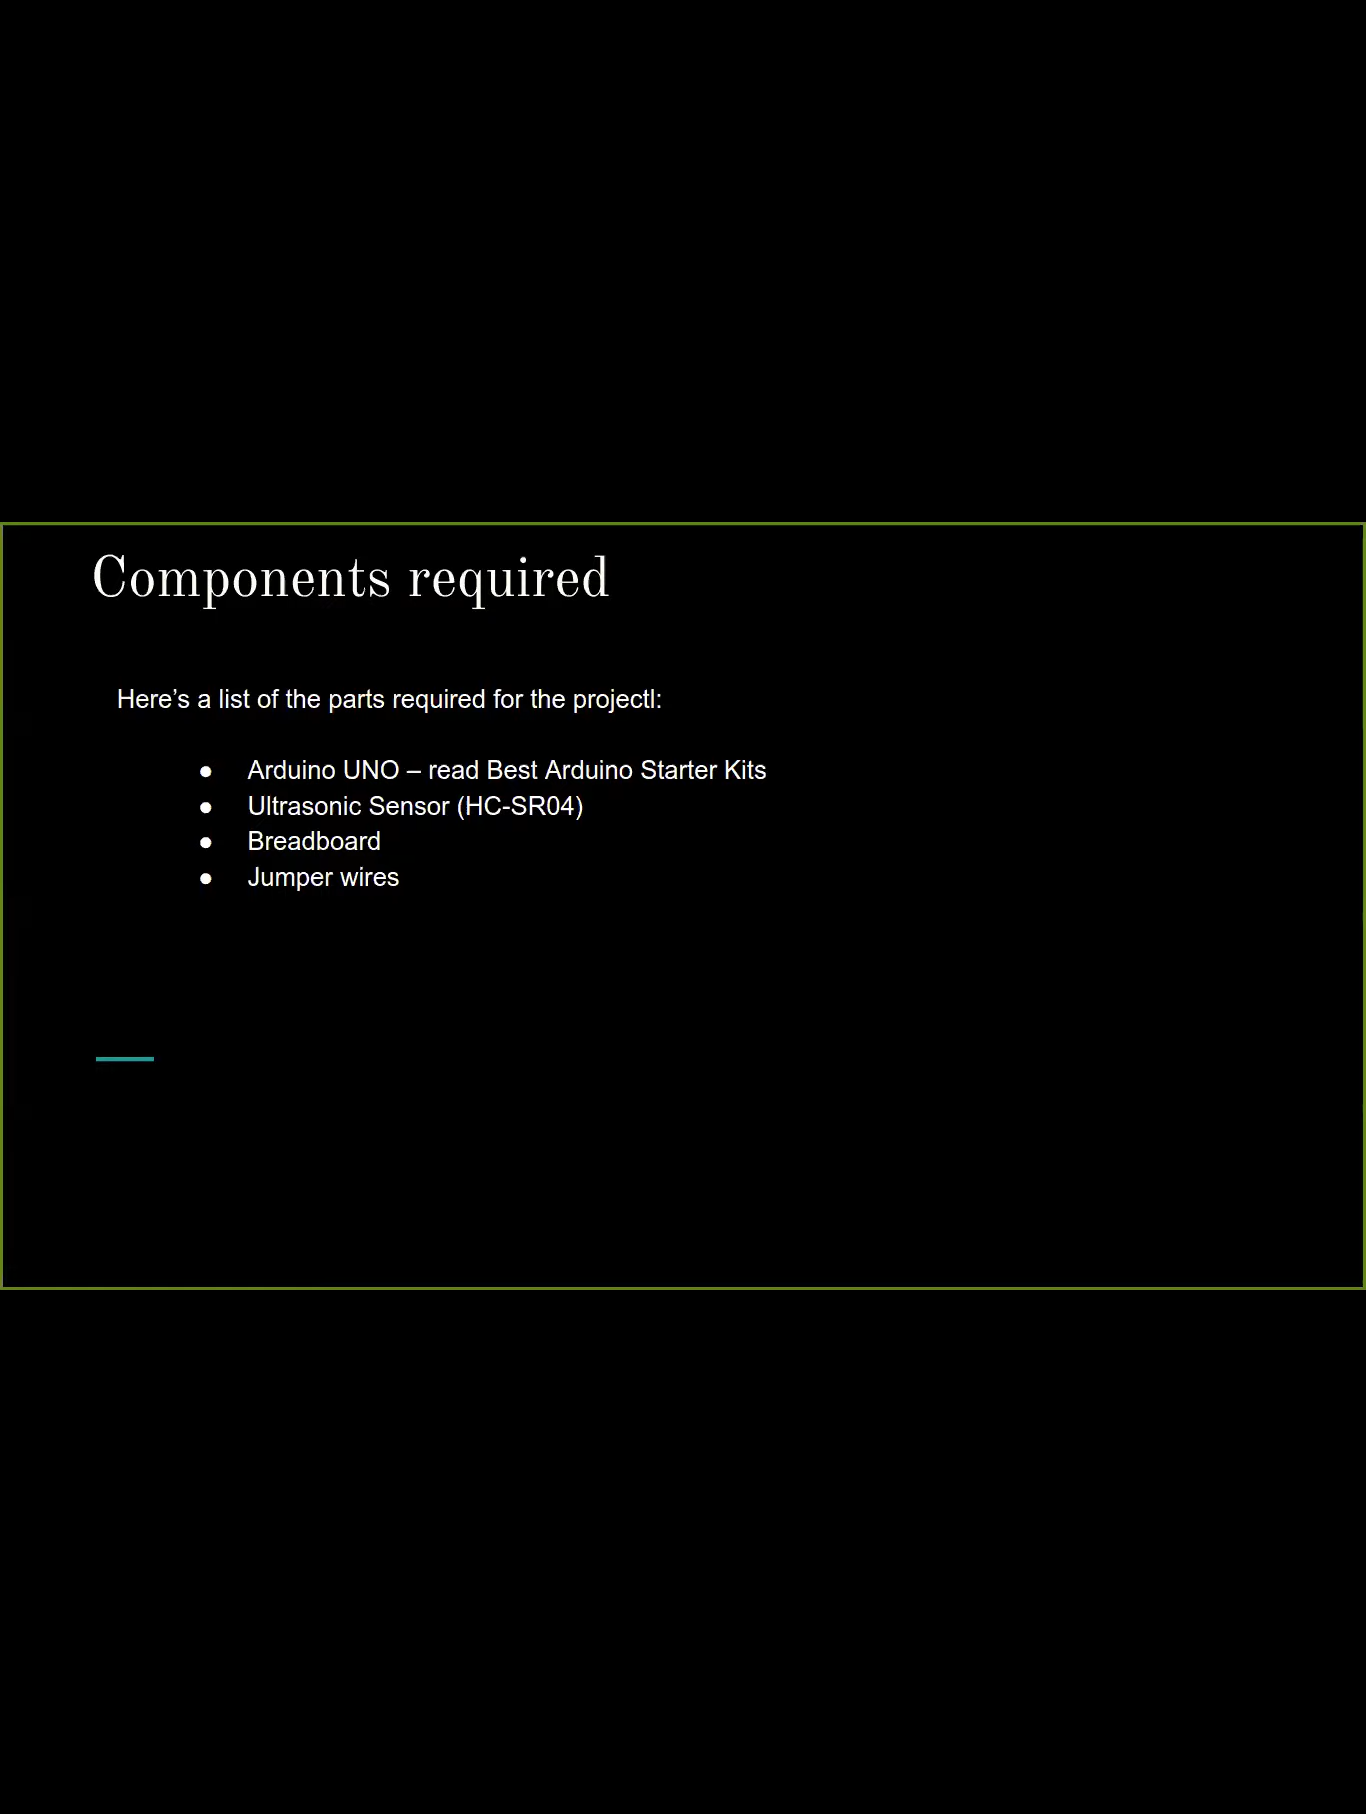 Components required
Here’s a list of the parts required for the projectl:
● Arduino UNO – read Best Arduino Starter Kits
● Ultrasonic Sensor (HC-SR04)
● Breadboard
● Jumper wires